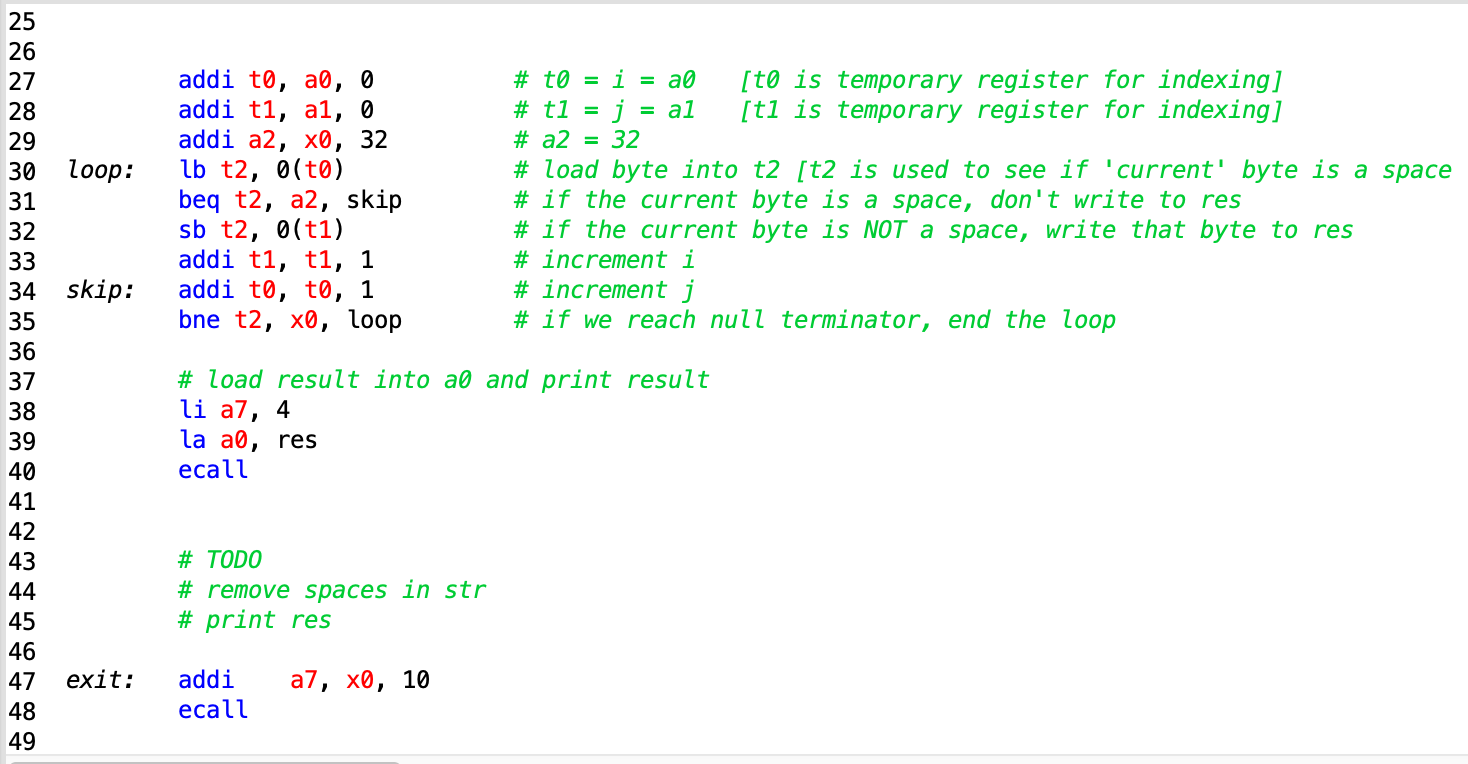 25
26
27 addi t0, a0, 0 # t0 = i = a0 [t0 is temporary register for indexing]
28 addi t1, a1, 0 # t1 = j = a1 [t1 is temporary register for indexing]
29 addi a2, x0, 32 # a2 = 32
30 loop: lb t2, 0(t0) # load byte into t2 [t2 is used to see if 'current' byte is a space
31 beq t2, a2, skip # if the current byte is a space, don't write to res
32 sb t2, 0(t1) # if the current byte is NOT a space, write that byte to res
33 addi t1, t1, 1 # increment i
34 skip: addi t0, t0, 1 # increment j
35 bne t2, x0, loop # if we reach null terminator, end the loop
36
37 # load result into a0 and print result
38 li a7, 4
39 la a0, res
40 ecall
41
42
43 # TODO
44 # remove spaces in str
45 # print res
46
47 exit: addi a7, x0, 10
48 ecall
49